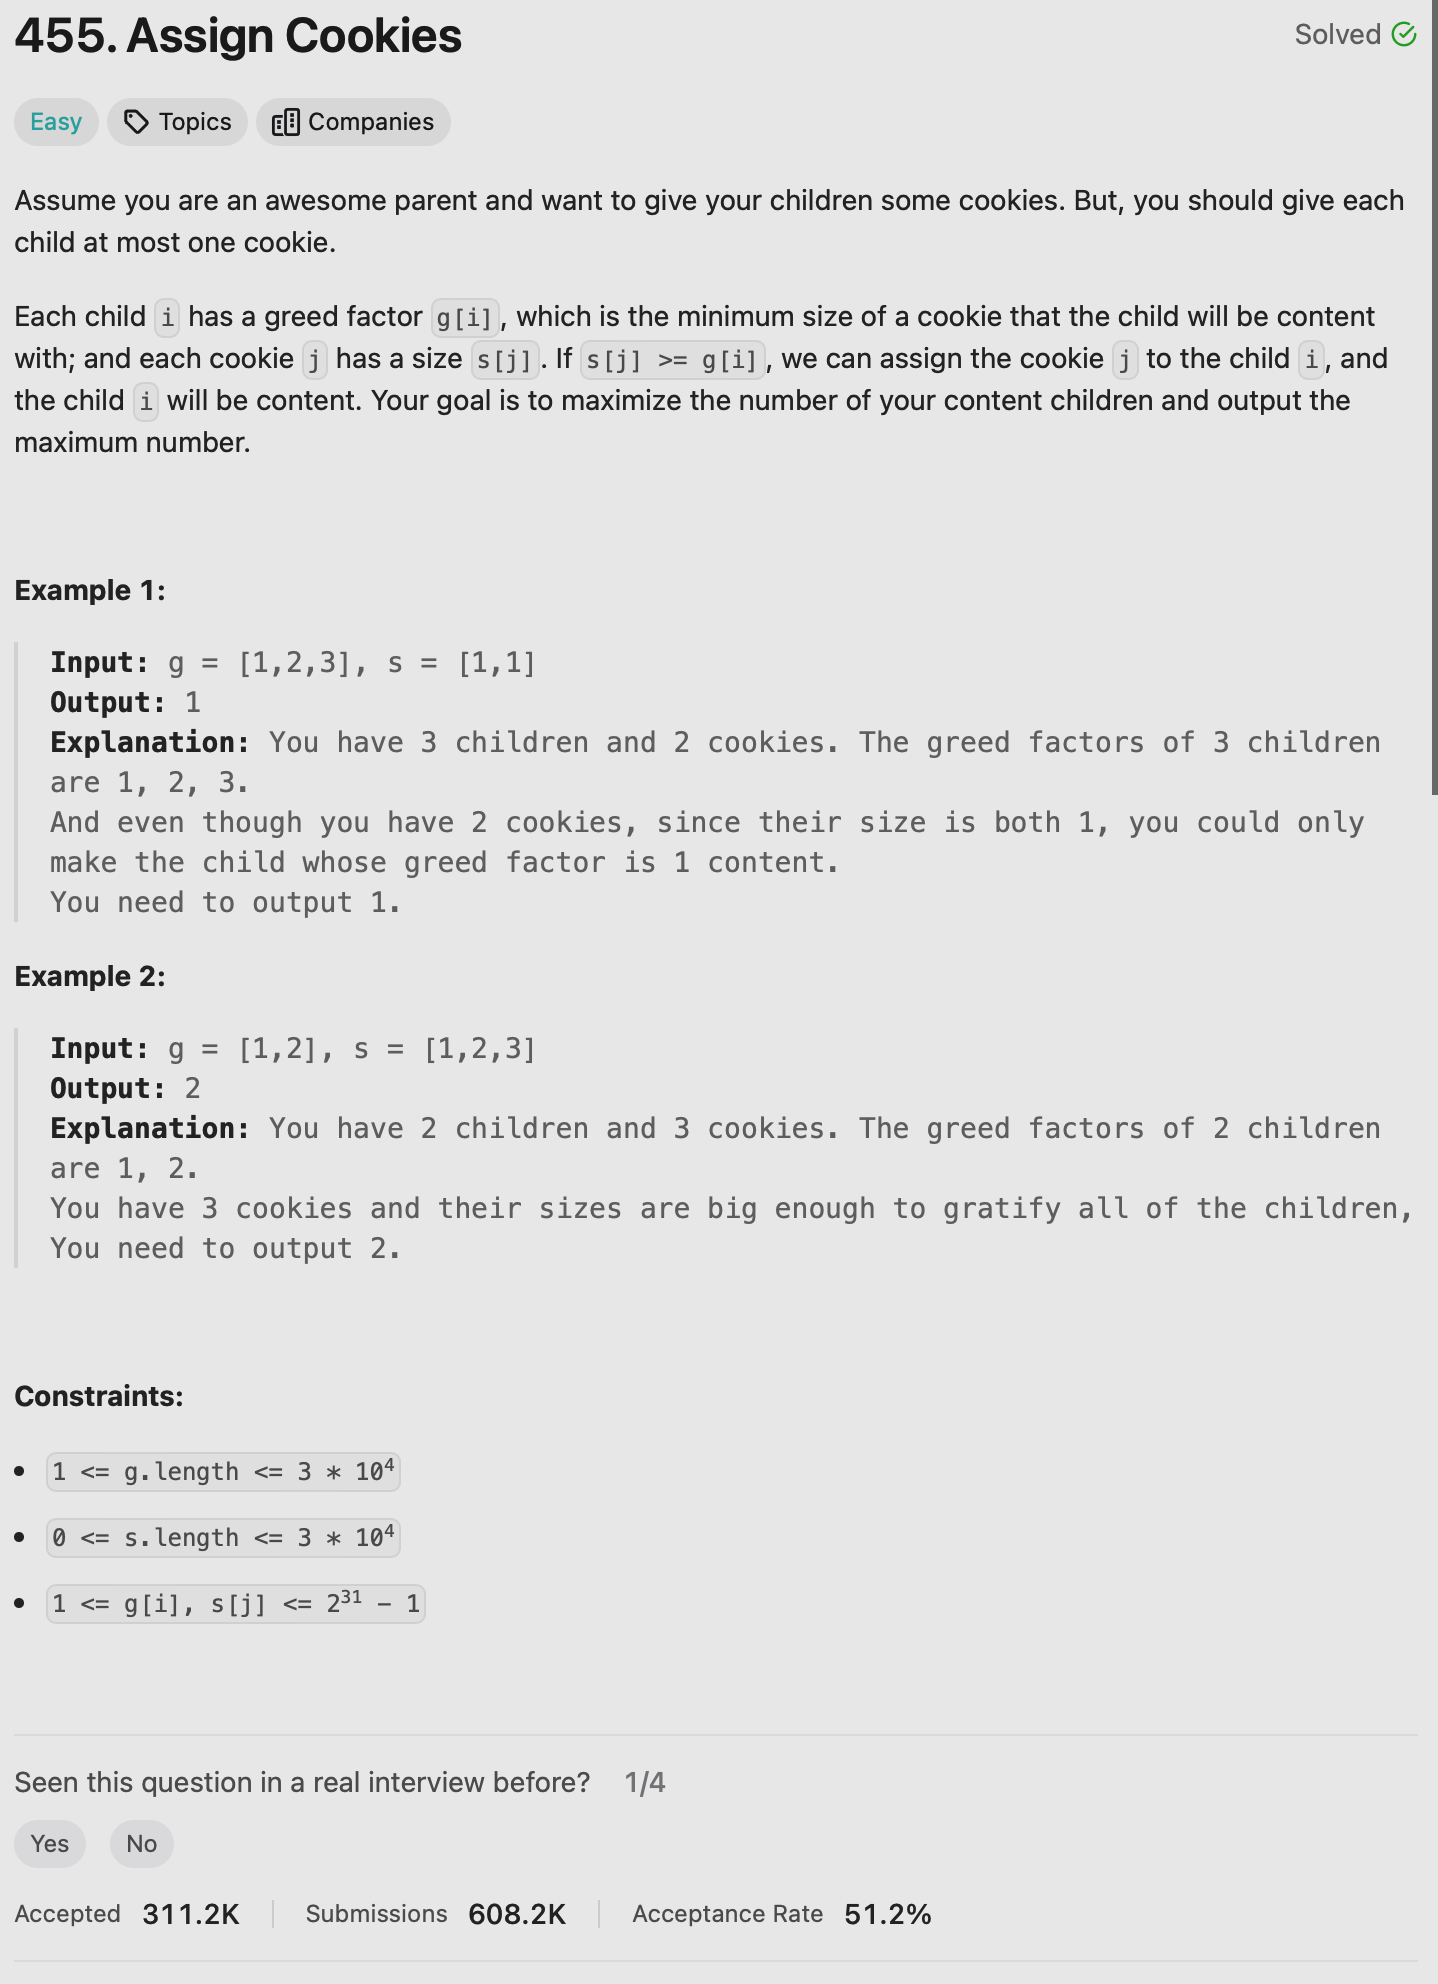 455. Assign Cookies
Solved
Easy
Topics
Companies
Assume you are an awesome parent and want to give your children some cookies. But, you should give each
child at most one cookie.
Each child i has a greed factor g[i], which is the minimum size of a cookie that the child will be content
with; and each cookie j has a size s[j]. If s[j] >= g[i], we can assign the cookie j to the child i, and
the child i will be content. Your goal is to maximize the number of your content children and output the
maximum number.
Example 1:
Input: g = [1,2,3], s = [1,1]
Output: 1
Explanation: You have 3 children and 2 cookies. The greed factors of 3 children
are 1, 2, 3.
And even though you have 2 cookies, since their size is both 1, you could only
make the child whose greed factor is 1 content.
You need to output 1.
Example 2:
Input: g = [1,2], s = [1,2,3]
Output: 2
Explanation: You have 2 children and 3 cookies. The greed factors of 2 children
are 1, 2.
You have 3 cookies and their sizes are big enough to gratify all of the children,
You need to output 2.
Constraints:
• 1 <= g.length <= 3 * 10⁴
• 0 <= s.length <= 3 * 10⁴
• 1 <= g[i], s[j] <= 2³¹ - 1
Seen this question in a real interview before? 1/4
Yes No
Accepted 311.2K Submissions 608.2K Acceptance Rate 51.2%